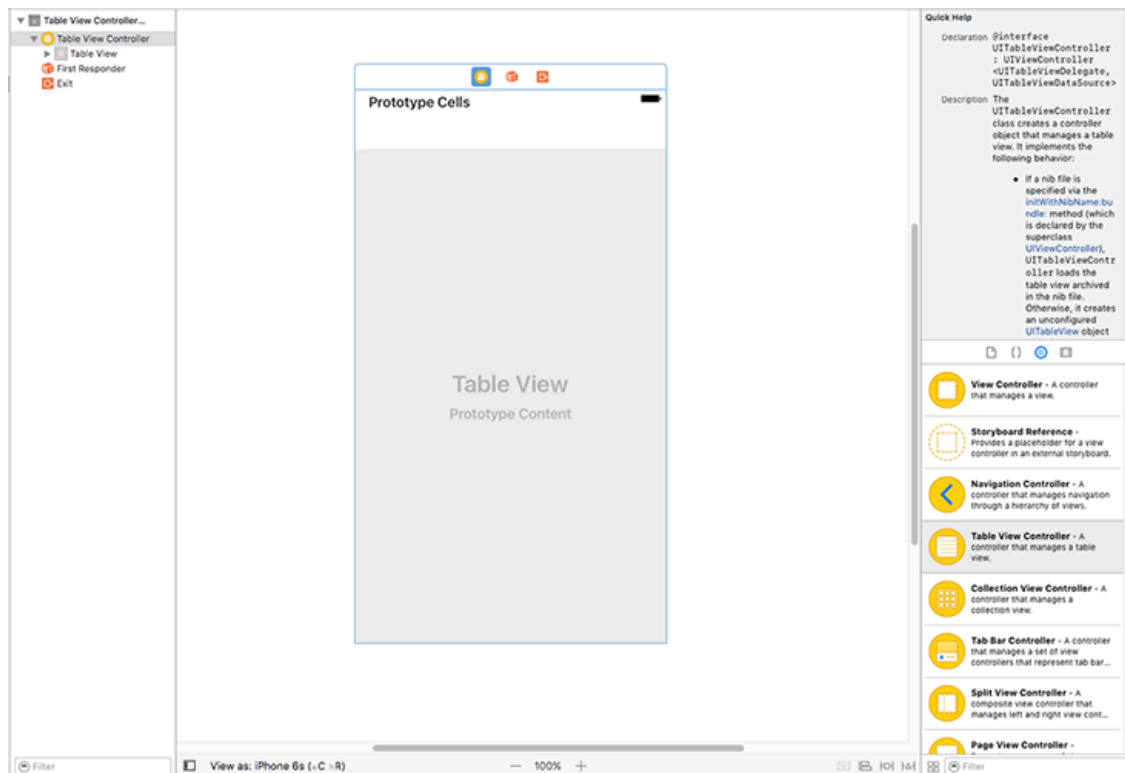 Table View Controller...
Table View Controller
Table View
First Responder
Exit
Filter
Prototype Cells
Table View
Prototype Content
View as: iPhone 6s (
C
R)
100%
Quick Help
Declaration @interface
UITableViewController
: UIViewController
<UITableViewDelegate,
UITableViewDataSource>
Description The
UITableViewController
class creates a controller
object that manages a table
view. It implements the
following behavior:
• If a nib file is
specified via the
initWithNibName:bu
ndle: method (which
is declared by the
superclass
UIViewController),
UITableViewContr
oller loads the
table view archived
in the nib file.
Otherwise, it creates
an unconfigured
UITableView object
View Controller - A controller
that manages a view.
Storyboard Reference -
Provides a placeholder for a view
controller in an external storyboard.
Navigation Controller - A
controller that manages navigation
through a hierarchy of views.
Table View Controller - A
controller that manages a table
view.
Collection View Controller - A
controller that manages a
collection view.
Tab Bar Controller - A controller
that manages a set of view
controllers that represent tab bar...
Split View Controller - A
composite view controller that
manages left and right view cont...
Page View Controller -
Filter